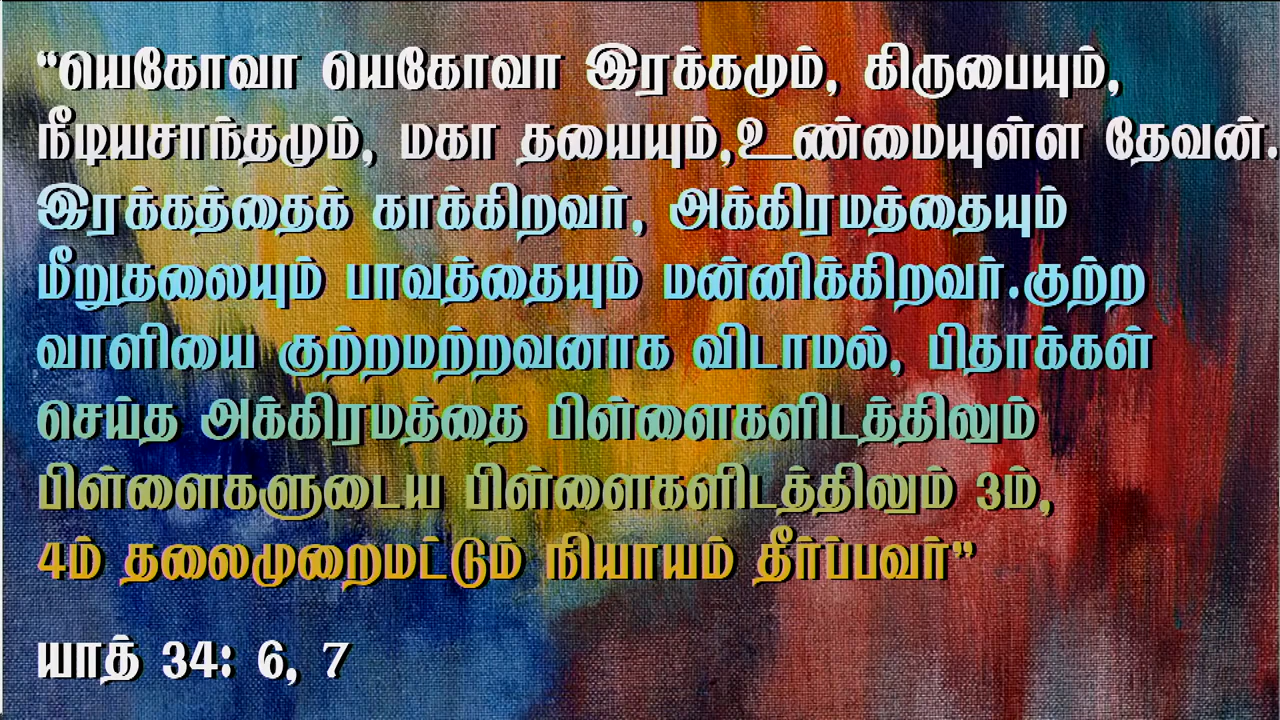 “யெகோவா யெகோவா இரக்கமும், கிருபையும்,
நீடியசாந்தமும், மகா தயையும்,உண்மையுள்ள தேவன்.
இரக்கத்தைக் காக்கிறவர், அக்கிரமத்தையும்
மீறுதலையும் பாவத்தையும் மன்னிக்கிறவர்.குற்ற
வாளியை குற்றமற்றவனாக விடாமல், பிதாக்கள்
செய்த அக்கிரமத்தை பிள்ளைகளிடத்திலும்
பிள்ளைகளுடைய பிள்ளைகளிடத்திலும் 3ம்,
4ம் தலைமுறைமட்டும் நியாயம் தீர்ப்பவர்”
யாத் 34: 6, 7